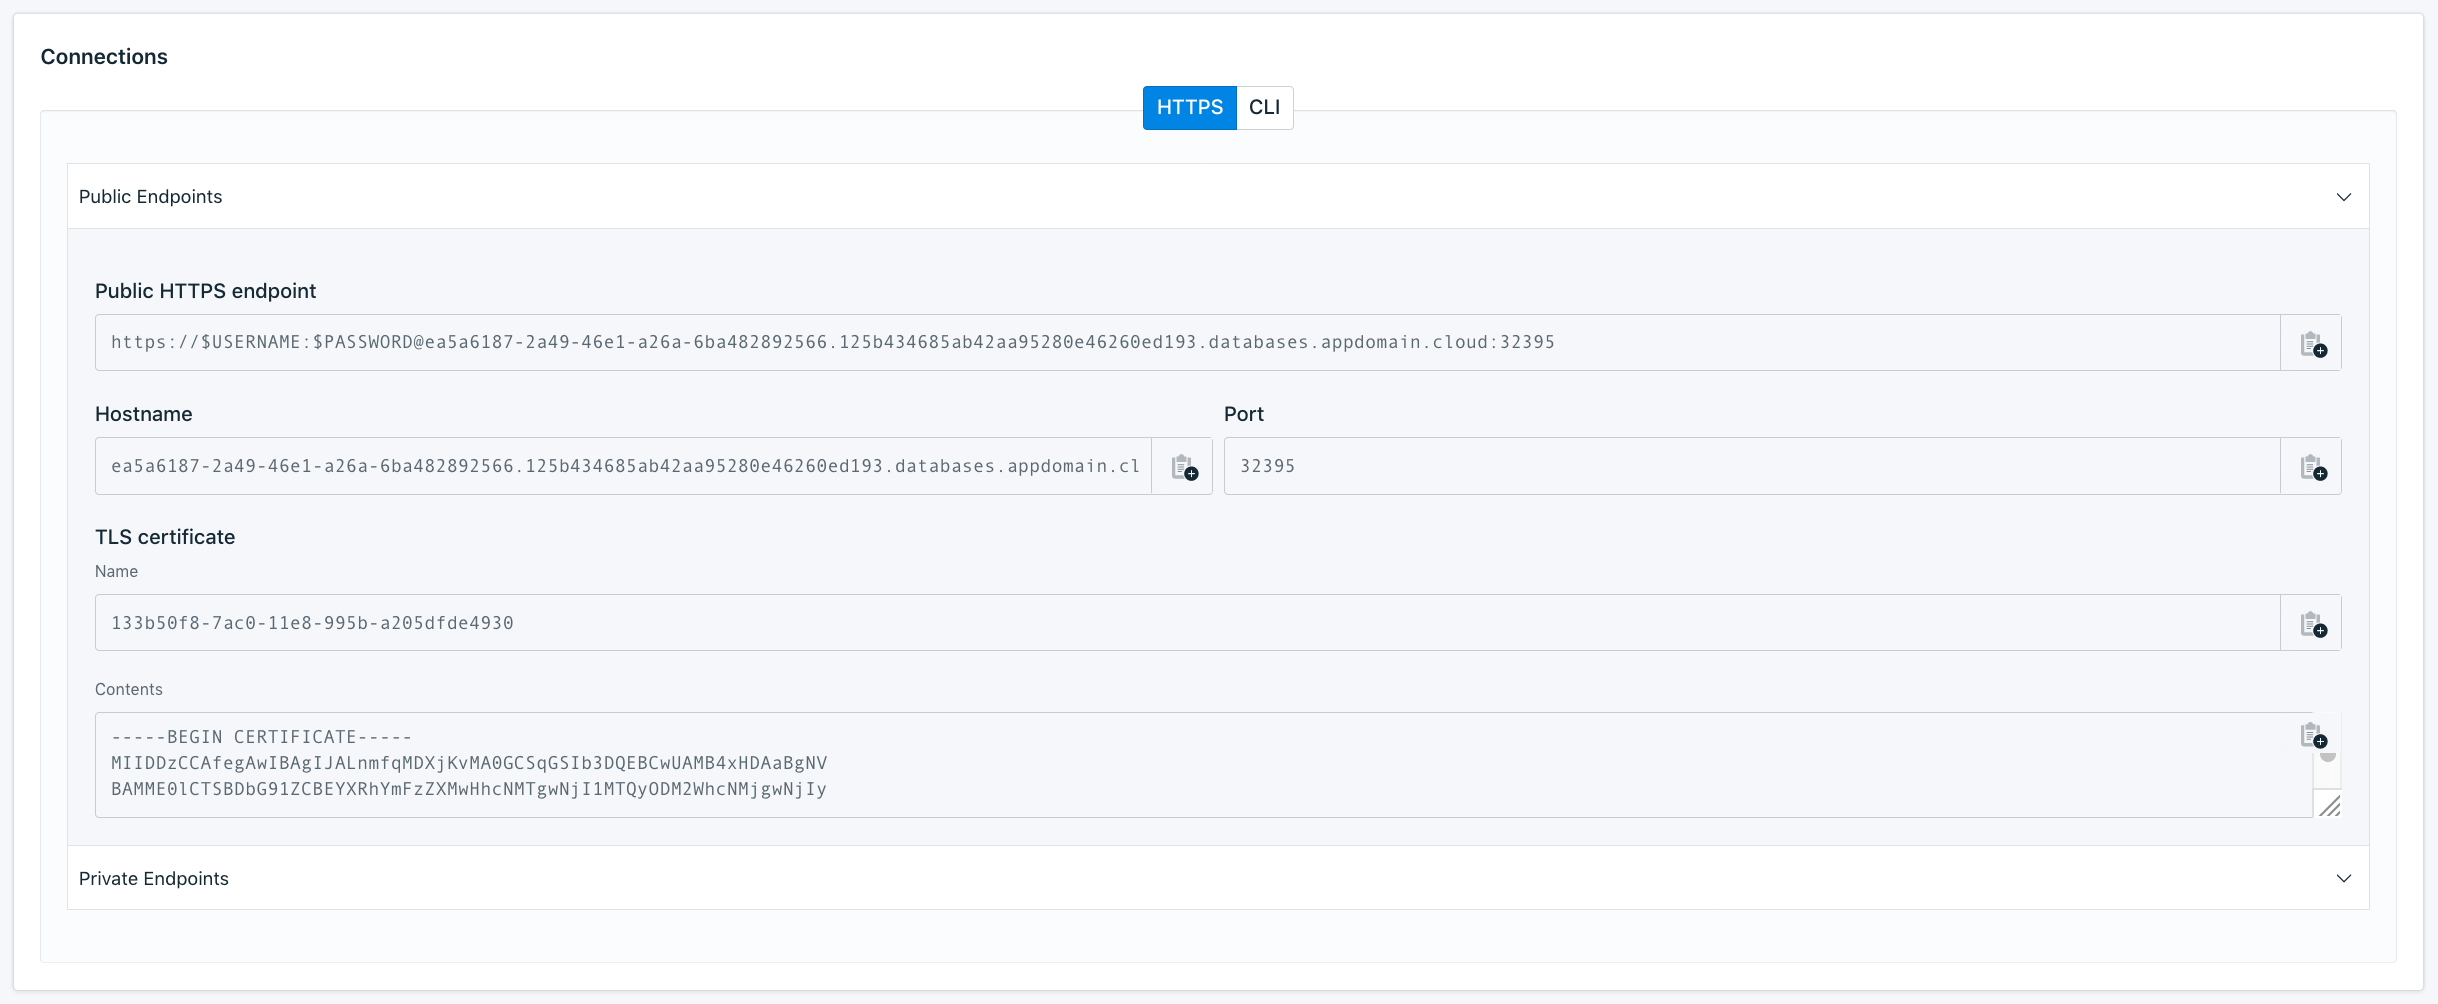 Connections
HTTPS CLI
Public Endpoints
Public HTTPS endpoint
https://$USERNAME:$PASSWORD@ea5a6187-2a49-46e1-a26a-6ba482892566.125b434685ab42aa95280e46260ed193.databases.appdomain.cloud:32395
Hostname Port
ea5a6187-2a49-46e1-a26a-6ba482892566.125b434685ab42aa95280e46260ed193.databases.appdomain.cl 32395
TLS certificate
Name
133b50f8-7ac0-11e8-995b-a205dfde4930
Contents
-----BEGIN CERTIFICATE-----
MIIDDzCCAfegAwIBAgIJALnmfqMDXjKvMA0GCSqGSIb3DQEBCwUAMB4xHDAaBgNV
BAMME0lCTSBDbG91ZCBEYXRhYmFzZXMwHhcNMTgwNjI1MTQyODM2WhcNMjgwNjIy
Private Endpoints